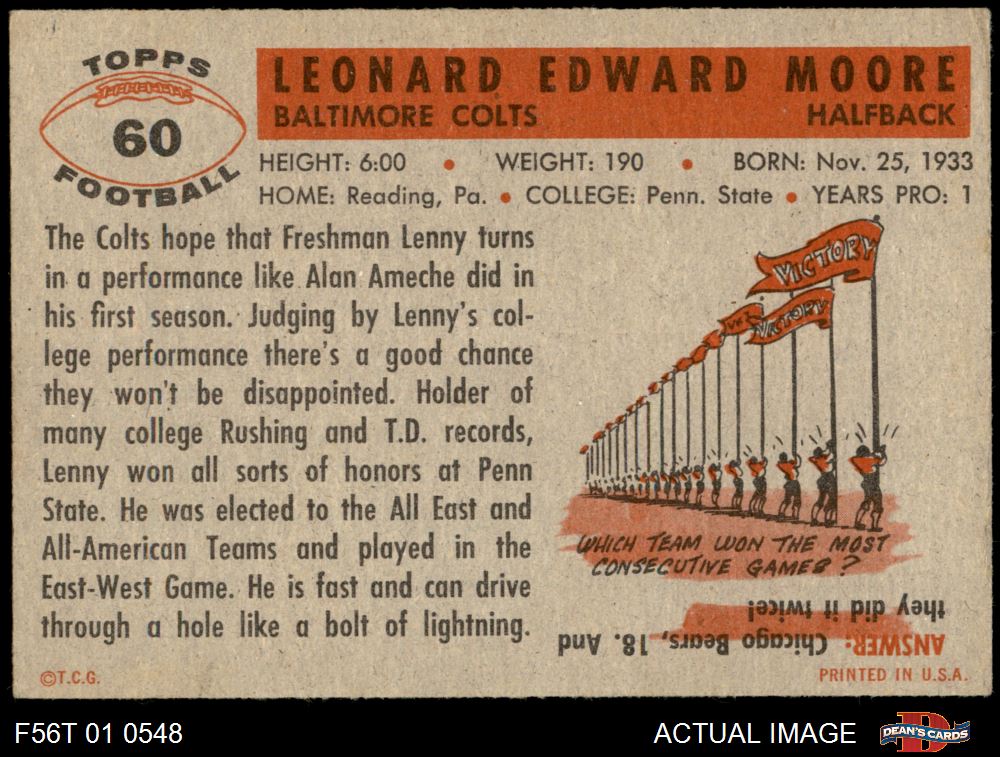 TOPPS
60
FOOTBALL
LEONARD EDWARD MOORE
BALTIMORE COLTS HALFBACK
HEIGHT: 6:00 • WEIGHT: 190 • BORN: Nov. 25, 1933
HOME: Reading, Pa. • COLLEGE: Penn. State • YEARS PRO: 1
The Colts hope that Freshman Lenny turns
in a performance like Alan Ameche did in
his first season. Judging by Lenny's col-
lege performance there's a good chance
they won't be disappointed. Holder of
many college Rushing and T.D. records,
Lenny won all sorts of honors at Penn
State. He was elected to the All East and
All-American Teams and played in the
East-West Game. He is fast and can drive
through a hole like a bolt of lightning.
VICTORY
VICTORY
WHICH TEAM WON THE MOST
CONSECUTIVE GAMES?
ANSWER: Chicago Bears, 18. And
they did it twice!
©T.C.G.
PRINTED IN U.S.A.
F56T 01 0548
ACTUAL IMAGE
DEAN'S CARDS